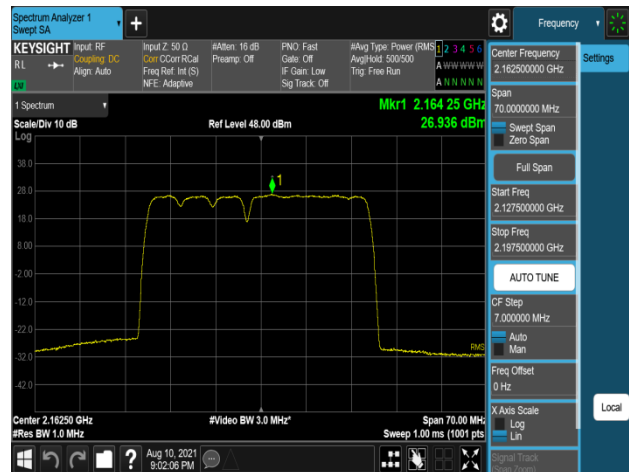 Spectrum Analyzer 1
Swept SA
Frequency
KEYSIGHT
RL
LXI
Input: RF
Coupling: DC
Align: Auto
Input Z: 50 Ω
Corr CCorr RCal
Freq Ref: Int (S)
NFE: Adaptive
#Atten: 16 dB
Preamp: Off
PNO: Fast
Gate: Off
IF Gain: Low
Sig Track: Off
#Avg Type: Power (RMS
Avg|Hold: 500/500
Trig: Free Run
1 2 3 4 5 6
A W W W W W
A N N N N N
1 Spectrum
Scale/Div 10 dB
Ref Level 48.00 dBm
Mkr1 2.164 25 GHz
26.936 dBm
Log
38.0
28.0
18.0
8.00
-2.00
-12.0
-22.0
-32.0
-42.0
1
RMS
Center 2.16250 GHz
#Res BW 1.0 MHz
#Video BW 3.0 MHz*
Span 70.00 MHz
Sweep 1.00 ms (1001 pts
Aug 10, 2021
9:02:06 PM
Center Frequency
2.162500000 GHz
Span
70.0000000 MHz
Swept Span
Zero Span
Full Span
Start Freq
2.127500000 GHz
Stop Freq
2.197500000 GHz
AUTO TUNE
CF Step
7.000000 MHz
Auto
Man
Freq Offset
0 Hz
X Axis Scale
Log
Lin
Signal Track
(Span Zoom)
Settings
Local